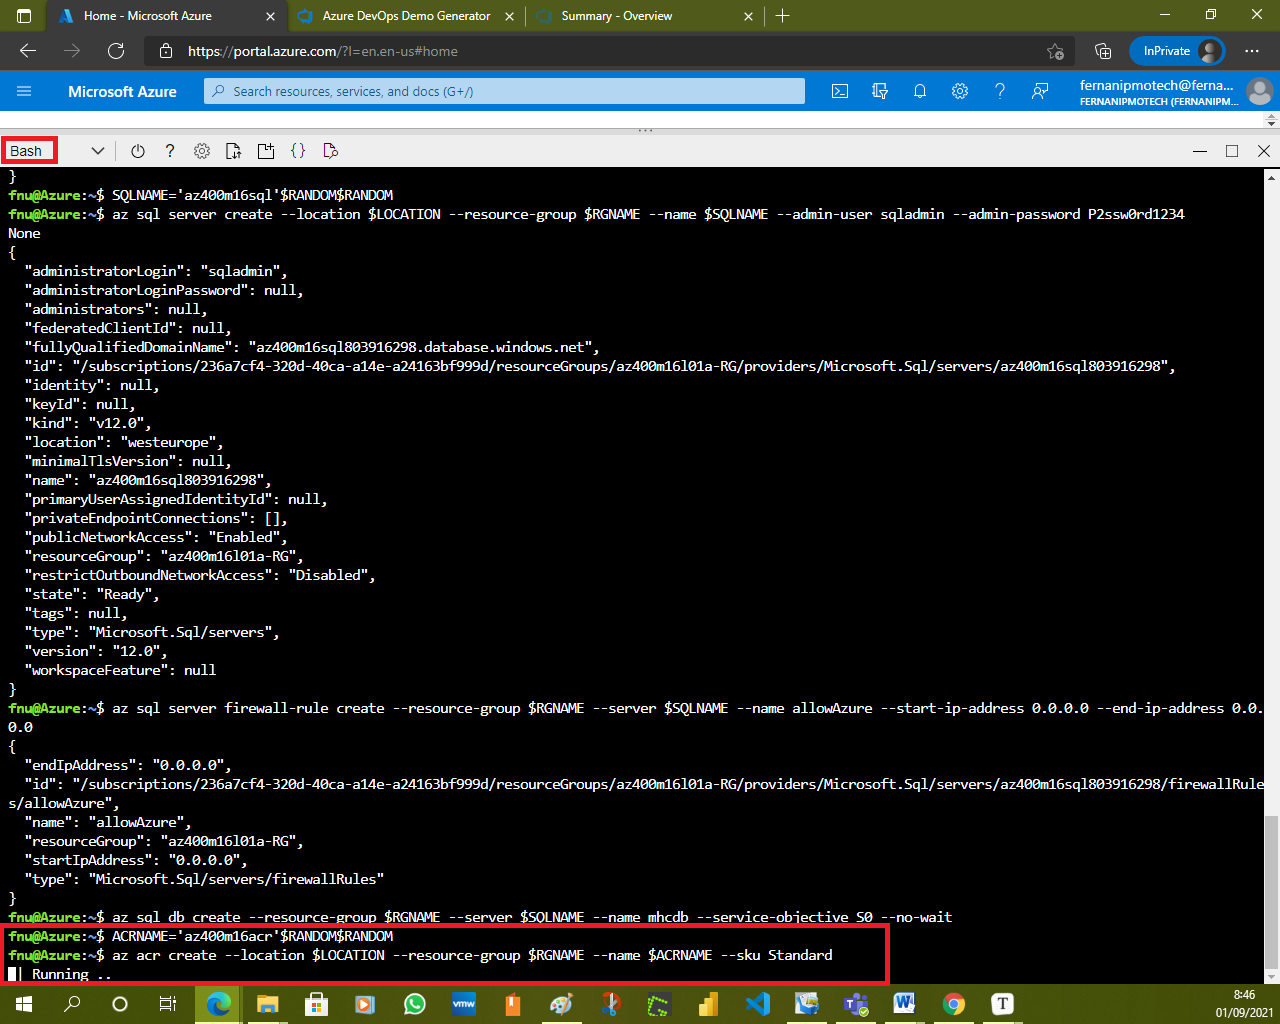 Home - Microsoft Azure
Azure DevOps Demo Generator
Summary - Overview
https://portal.azure.com/?l=en.en-us#home
InPrivate
Microsoft Azure
Search resources, services, and docs (G+/)
fernanipmotech@ferna...
FERNANIPMOTECH (FERNANIPM...
Bash
}
fnu@Azure:~$ SQLNAME='az400m16sql'$RANDOM$RANDOM
fnu@Azure:~$ az sql server create --location $LOCATION --resource-group $RGNAME --name $SQLNAME --admin-user sqladmin --admin-password P2ssw0rd1234
None
{
"administratorLogin": "sqladmin",
"administratorLoginPassword": null,
"administrators": null,
"federatedClientId": null,
"fullyQualifiedDomainName": "az400m16sql803916298.database.windows.net",
"id": "/subscriptions/236a7cf4-320d-40ca-a14e-a24163bf999d/resourceGroups/az400m16l01a-RG/providers/Microsoft.Sql/servers/az400m16sql803916298",
"identity": null,
"keyId": null,
"kind": "v12.0",
"location": "westeurope",
"minimalTlsVersion": null,
"name": "az400m16sql803916298",
"primaryUserAssignedIdentityId": null,
"privateEndpointConnections": [],
"publicNetworkAccess": "Enabled",
"resourceGroup": "az400m16l01a-RG",
"restrictOutboundNetworkAccess": "Disabled",
"state": "Ready",
"tags": null,
"type": "Microsoft.Sql/servers",
"version": "12.0",
"workspaceFeature": null
}
fnu@Azure:~$ az sql server firewall-rule create --resource-group $RGNAME --server $SQLNAME --name allowAzure --start-ip-address 0.0.0.0 --end-ip-address 0.0.
0.0
{
"endIpAddress": "0.0.0.0",
"id": "/subscriptions/236a7cf4-320d-40ca-a14e-a24163bf999d/resourceGroups/az400m16l01a-RG/providers/Microsoft.Sql/servers/az400m16sql803916298/firewallRule
s/allowAzure",
"name": "allowAzure",
"resourceGroup": "az400m16l01a-RG",
"startIpAddress": "0.0.0.0",
"type": "Microsoft.Sql/servers/firewallRules"
}
fnu@Azure:~$ az sql db create --resource-group $RGNAME --server $SQLNAME --name mhcdb --service-objective S0 --no-wait
fnu@Azure:~$ ACRNAME='az400m16acr'$RANDOM$RANDOM
fnu@Azure:~$ az acr create --location $LOCATION --resource-group $RGNAME --name $ACRNAME --sku Standard
| Running ..
vmw
8:46
01/09/2021